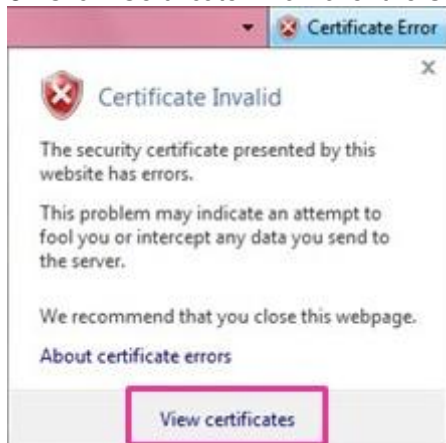 Certificate Error
Certificate Invalid
The security certificate presented by this
website has errors.
This problem may indicate an attempt to
fool you or intercept any data you send to
the server.
We recommend that you close this webpage.
About certificate errors
View certificates